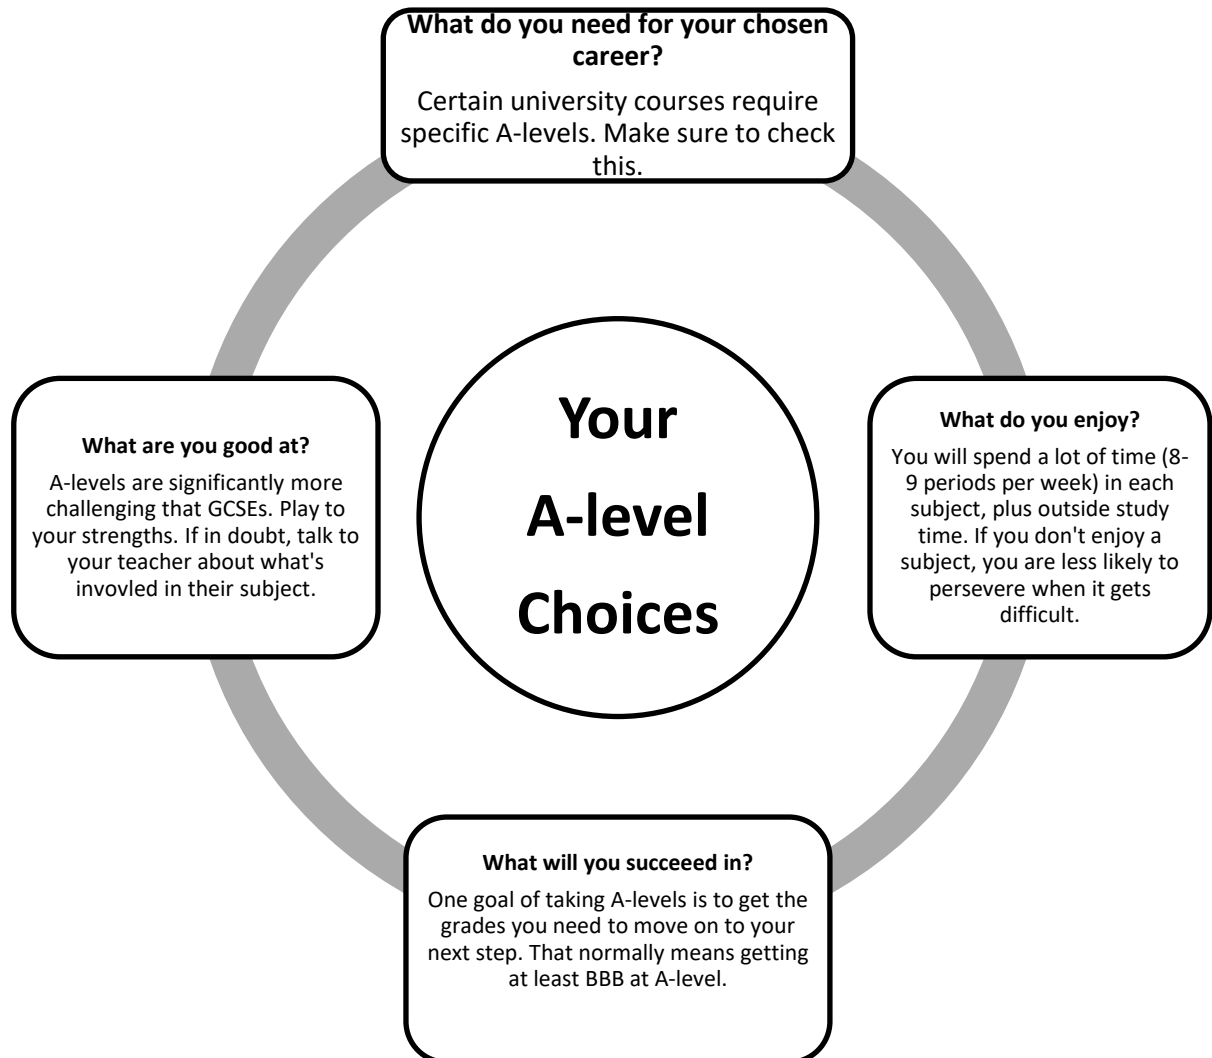 What do you need for your chosen
career?
Certain university courses require
specific A-levels. Make sure to check
this.
What are you good at?
A-levels are significantly more
challenging that GCSEs. Play to
your strengths. If in doubt, talk to
your teacher about what's
invovled in their subject.
Your
A-level
Choices
What do you enjoy?
You will spend a lot of time (8-
9 periods per week) in each
subject, plus outside study
time. If you don't enjoy a
subject, you are less likely to
persevere when it gets
difficult.
What will you succeeed in?
One goal of taking A-levels is to get the
grades you need to move on to your
next step. That normally means getting
at least BBB at A-level.